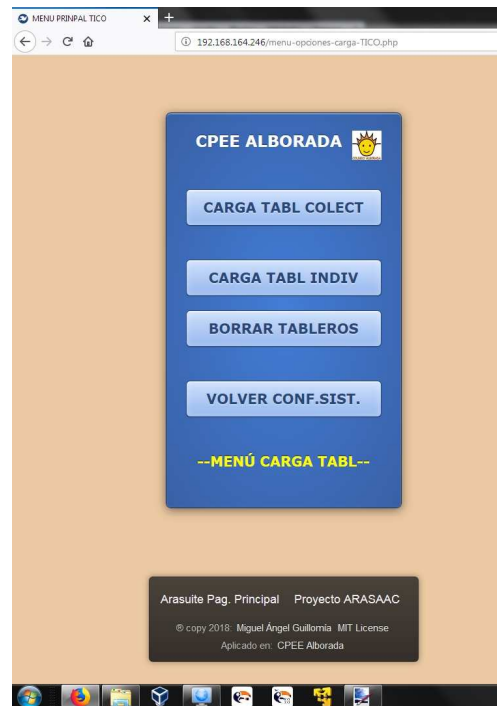 MENU PRINPAL TICO
192.168.164.246/menu-opciones-carga-TICO.php
CPEE ALBORADA
CARGA TABL COLECT
CARGA TABL INDIV
BORRAR TABLEROS
VOLVER CONF.SIST.
--MENÚ CARGA TABL--
Arasuite Pag. Principal Proyecto ARASAAC
® copy 2018: Miguel Ángel Guillomía MIT License
Aplicado en: CPEE Alborada